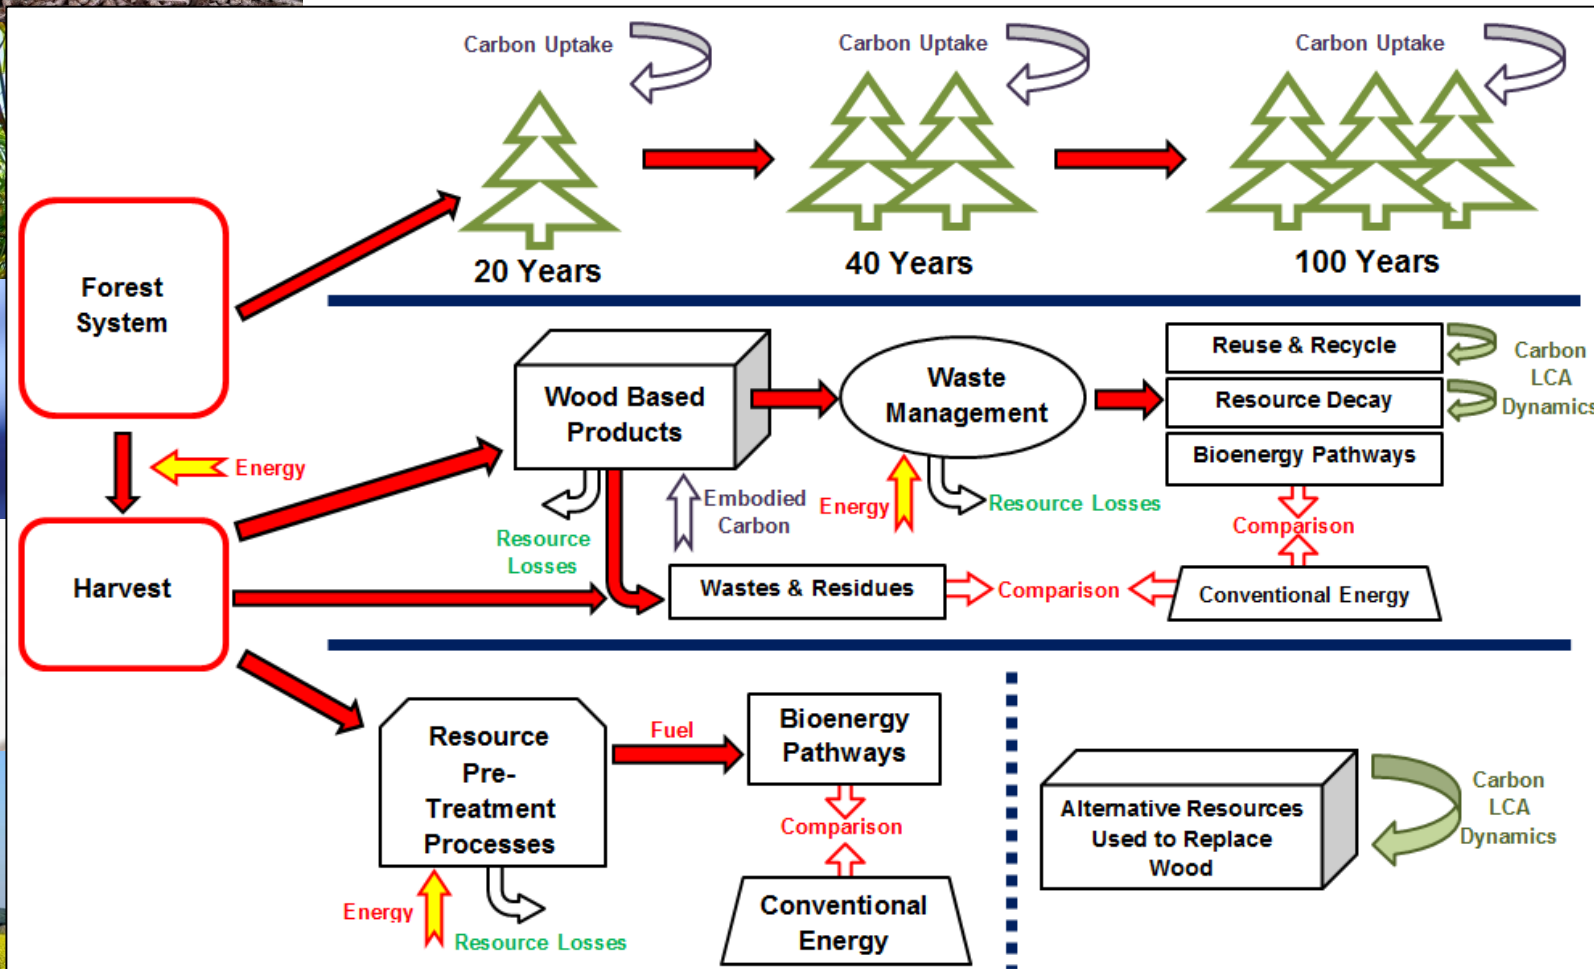 Carbon Uptake
Carbon Uptake
Carbon Uptake
20 Years
40 Years
100 Years
Forest
System
Energy
Harvest
Wood Based
Products
Waste
Management
Reuse & Recycle
Resource Decay
Bioenergy Pathways
Carbon
LCA
Dynamics
Resource
Losses
Embodied
Carbon
Energy
Resource Losses
Comparison
Wastes & Residues
Comparison
Conventional Energy
Resource
Pre-
Treatment
Processes
Fuel
Bioenergy
Pathways
Comparison
Conventional
Energy
Energy
Resource Losses
Alternative Resources
Used to Replace
Wood
Carbon
LCA
Dynamics